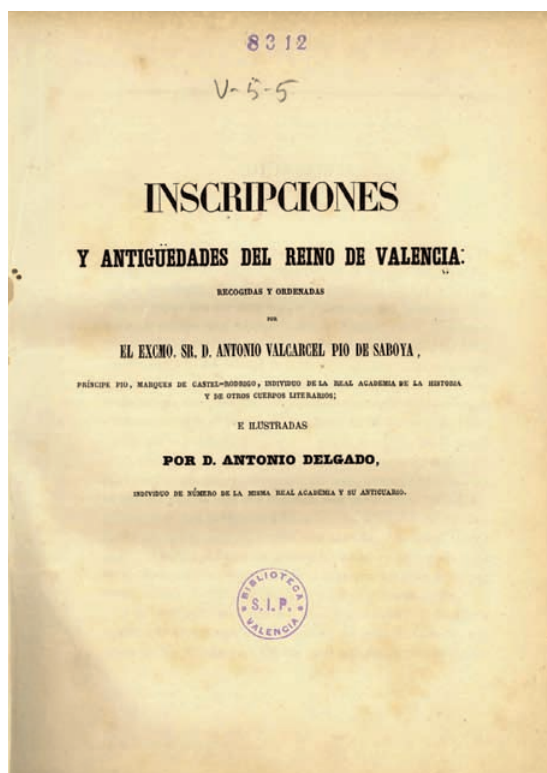 8312
V-5-5
INSCRIPCIONES
Y ANTIGÜEDADES DEL REINO DE VALENCIA:
RECOGIDAS Y ORDENADAS
POR
EL EXCMO. SR. D. ANTONIO VALCARCEL PIO DE SABOYA,
PRÍNCIPE PIO, MARQUES DE CASTEL-RODRIGO, INDIVIDUO DE LA REAL ACADEMIA DE LA HISTORIA
Y DE OTROS CUERPOS LITERARIOS;
E ILUSTRADAS
POR D. ANTONIO DELGADO,
INDIVIDUO DE NÚMERO DE LA MISMA REAL ACADEMIA Y SU ANTICUARIO.
BIBLIOTECA
S.I.P.
VALENCIA